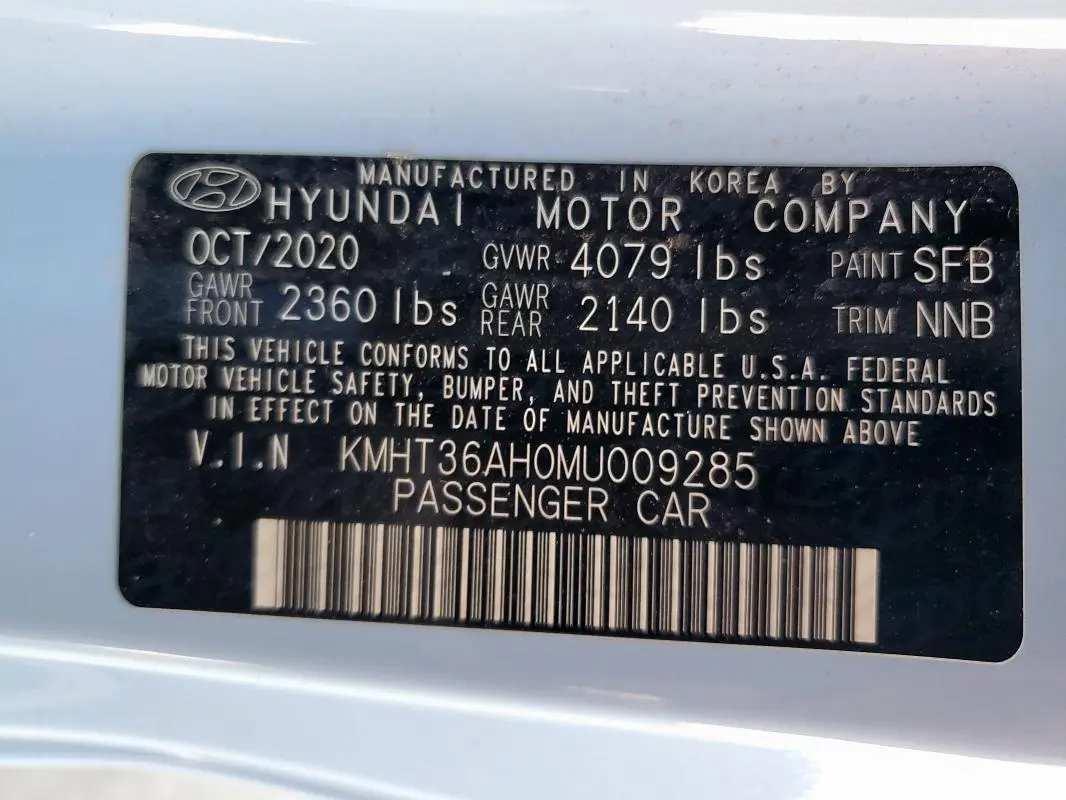 MANUFACTURED IN KOREA BY
HYUNDAI MOTOR COMPANY
OCT/2020 GVWR 4079 lbs PAINT SFB
GAWR FRONT 2360 lbs GAWR REAR 2140 lbs TRIM NNB
THIS VEHICLE CONFORMS TO ALL APPLICABLE U.S.A. FEDERAL
MOTOR VEHICLE SAFETY, BUMPER, AND THEFT PREVENTION STANDARDS
IN EFFECT ON THE DATE OF MANUFACTURE SHOWN ABOVE
V.I.N KMHT36AH0MU009285
PASSENGER CAR